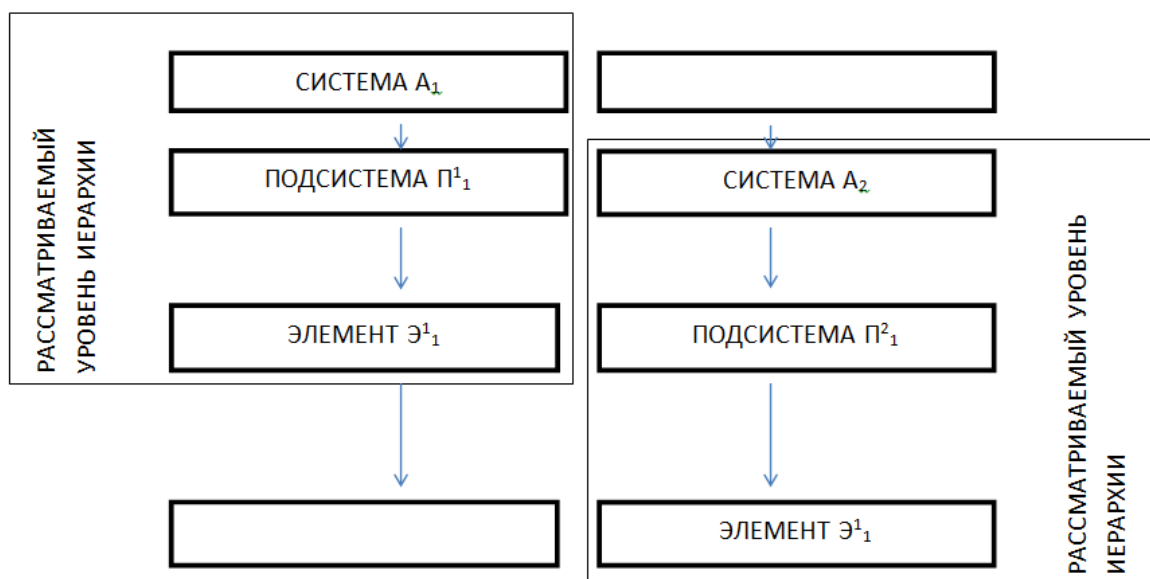 СИСТЕМА А₁
ПОДСИСТЕМА П¹₁
ЭЛЕМЕНТ Э¹₁
РАССМАТРИВАЕМЫЙ
УРОВЕНЬ ИЕРАРХИИ
СИСТЕМА А₂
ПОДСИСТЕМА П²₁
ЭЛЕМЕНТ Э¹₁
РАССМАТРИВАЕМЫЙ УРОВЕНЬ
ИЕРАРХИИ